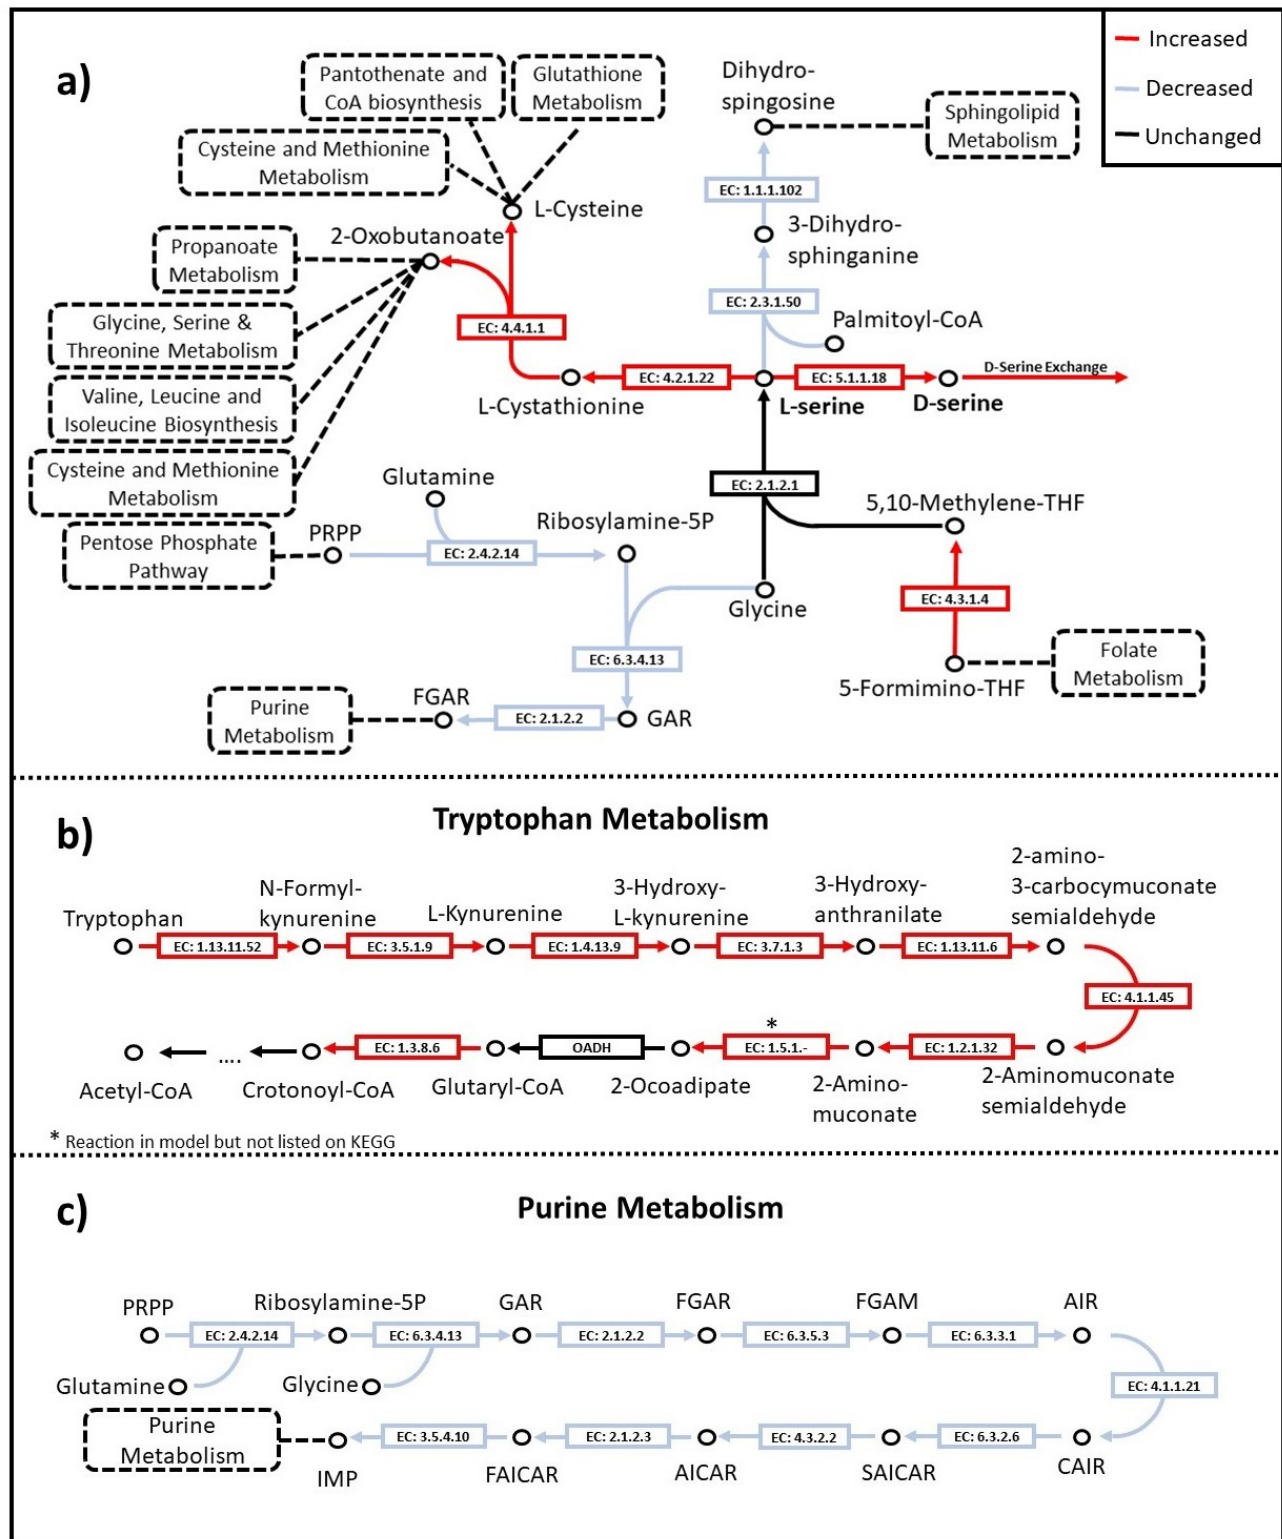 a)
Increased
Decreased
Unchanged
Pantothenate and
CoA biosynthesis
Glutathione
Metabolism
Cysteine and Methionine
Metabolism
L-Cysteine
2-Oxobutanoate
Propanoate
Metabolism
Glycine, Serine &
Threonine Metabolism
Valine, Leucine and
Isoleucine Biosynthesis
Cysteine and Methionine
Metabolism
EC: 4.4.1.1
L-Cystathionine
EC: 4.2.1.22
Dihydro-
spingosine
Sphingolipid
Metabolism
EC: 1.1.1.102
3-Dihydro-
sphinganine
EC: 2.3.1.50
Palmitoyl-CoA
L-serine
EC: 5.1.1.18
D-serine
D-Serine Exchange
EC: 2.1.2.1
5,10-Methylene-THF
EC: 4.3.1.4
5-Formimino-THF
Folate
Metabolism
Glycine
Glutamine
PRPP
Pentose Phosphate
Pathway
EC: 2.4.2.14
Ribosylamine-5P
EC: 6.3.4.13
GAR
EC: 2.1.2.2
FGAR
Purine
Metabolism
b)
Tryptophan Metabolism
Tryptophan
EC: 1.13.11.52
N-Formyl-
kynurenine
EC: 3.5.1.9
L-Kynurenine
EC: 1.4.13.9
3-Hydroxy-
L-kynurenine
EC: 3.7.1.3
3-Hydroxy-
anthranilate
EC: 1.13.11.6
2-amino-
3-carbocymuconate
semialdehyde
EC: 4.1.1.45
2-Aminomuconate
semialdehyde
EC: 1.2.1.32
2-Amino-
muconate
*
EC: 1.5.1.-
2-Ocoadipate
OADH
Glutaryl-CoA
EC: 1.3.8.6
Crotonoyl-CoA
....
Acetyl-CoA
* Reaction in model but not listed on KEGG
c)
Purine Metabolism
PRPP
EC: 2.4.2.14
Glutamine
Ribosylamine-5P
EC: 6.3.4.13
Glycine
GAR
EC: 2.1.2.2
FGAR
EC: 6.3.5.3
FGAM
EC: 6.3.3.1
AIR
EC: 4.1.1.21
CAIR
EC: 6.3.2.6
SAICAR
EC: 4.3.2.2
AICAR
EC: 2.1.2.3
FAICAR
EC: 3.5.4.10
IMP
Purine
Metabolism